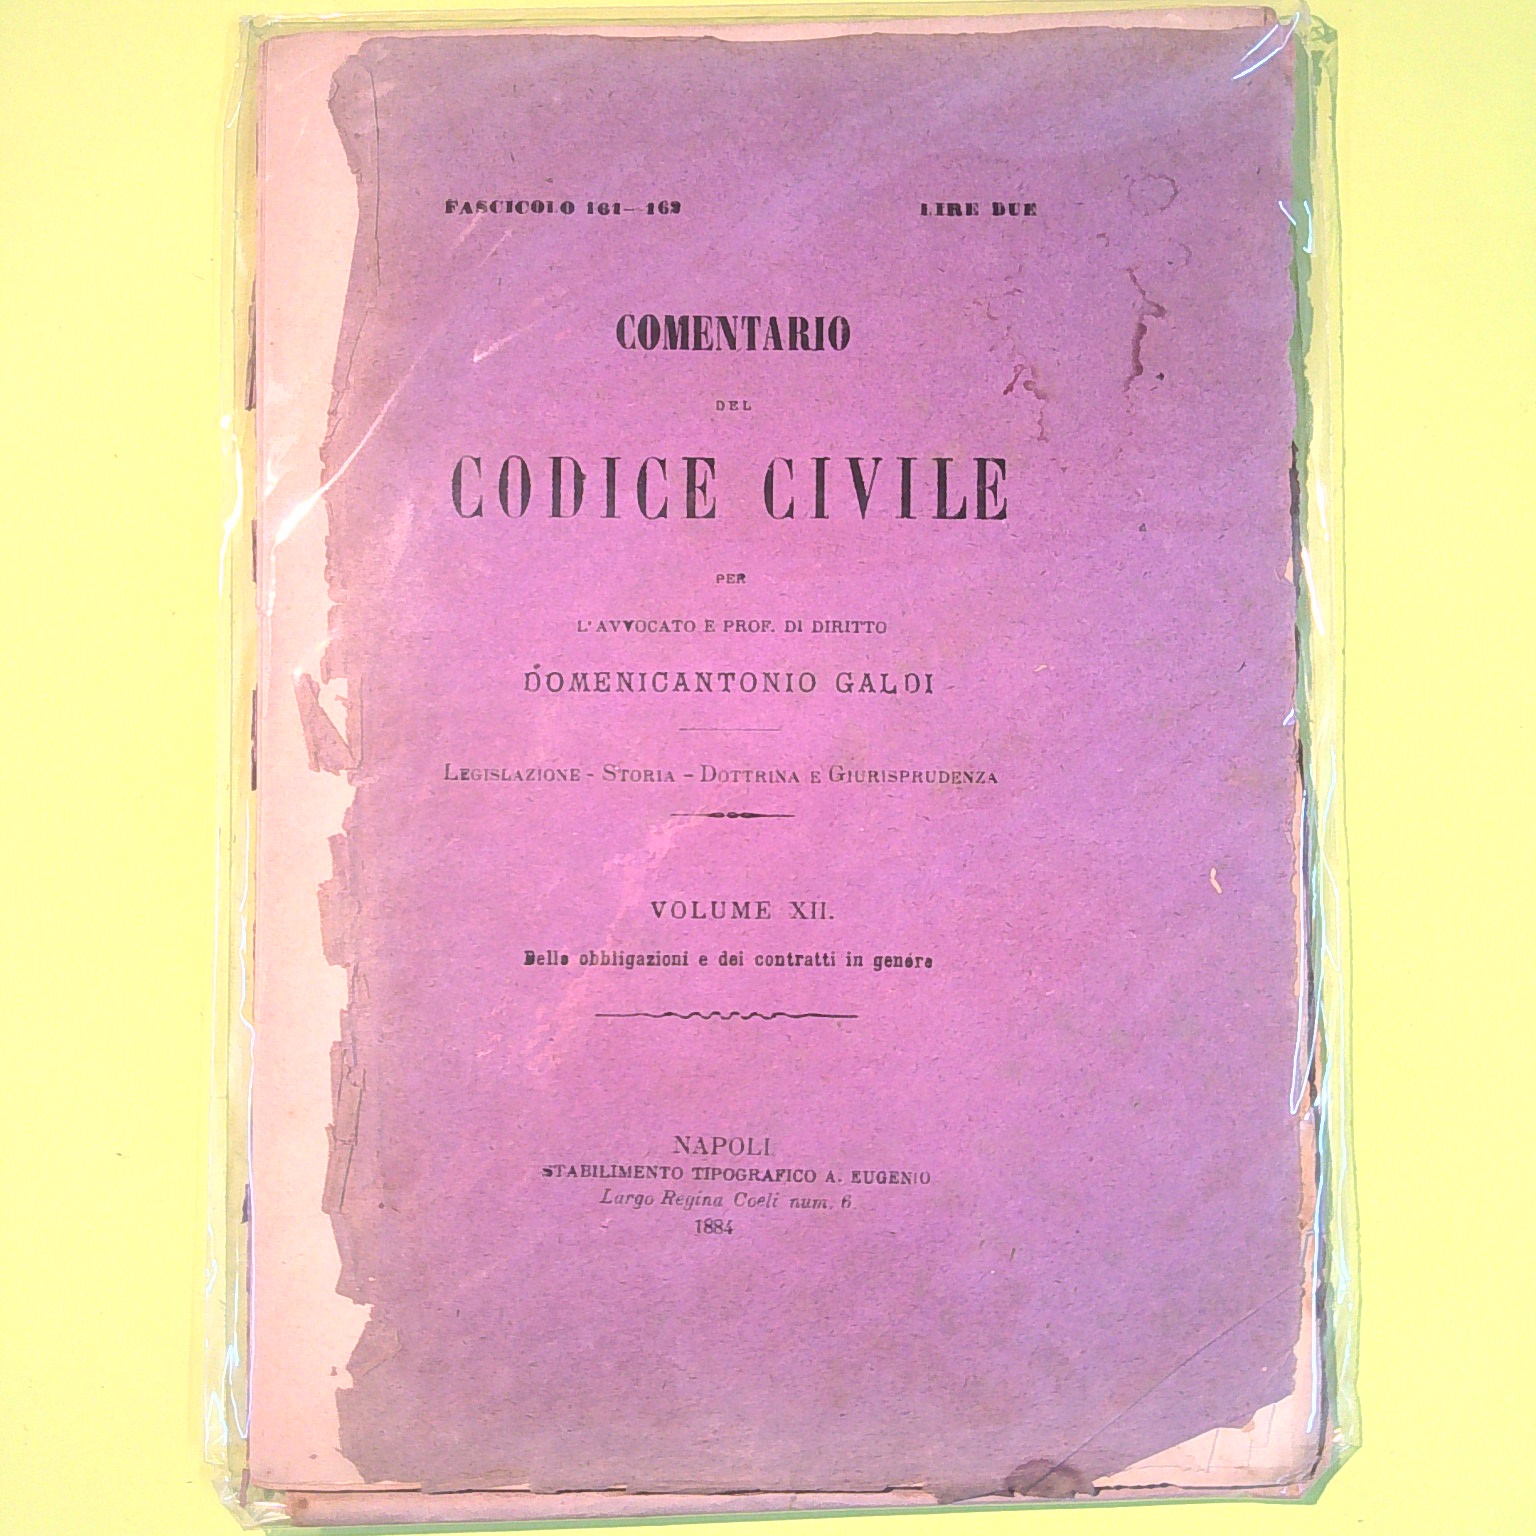 FASCICOLO 161—162
LIRE DUE
COMENTARIO
DEL
CODICE CIVILE
PER
L'AVVOCATO E PROF. DI DIRITTO
DOMENICANTONIO GALDI
LEGISLAZIONE - STORIA - DOTTRINA E GIURISPRUDENZA
VOLUME XII.
Delle obbligazioni e dei contratti in genere
NAPOLI
STABILIMENTO TIPOGRAFICO A. EUGENIO
Largo Regina Coeli num. 6.
1884